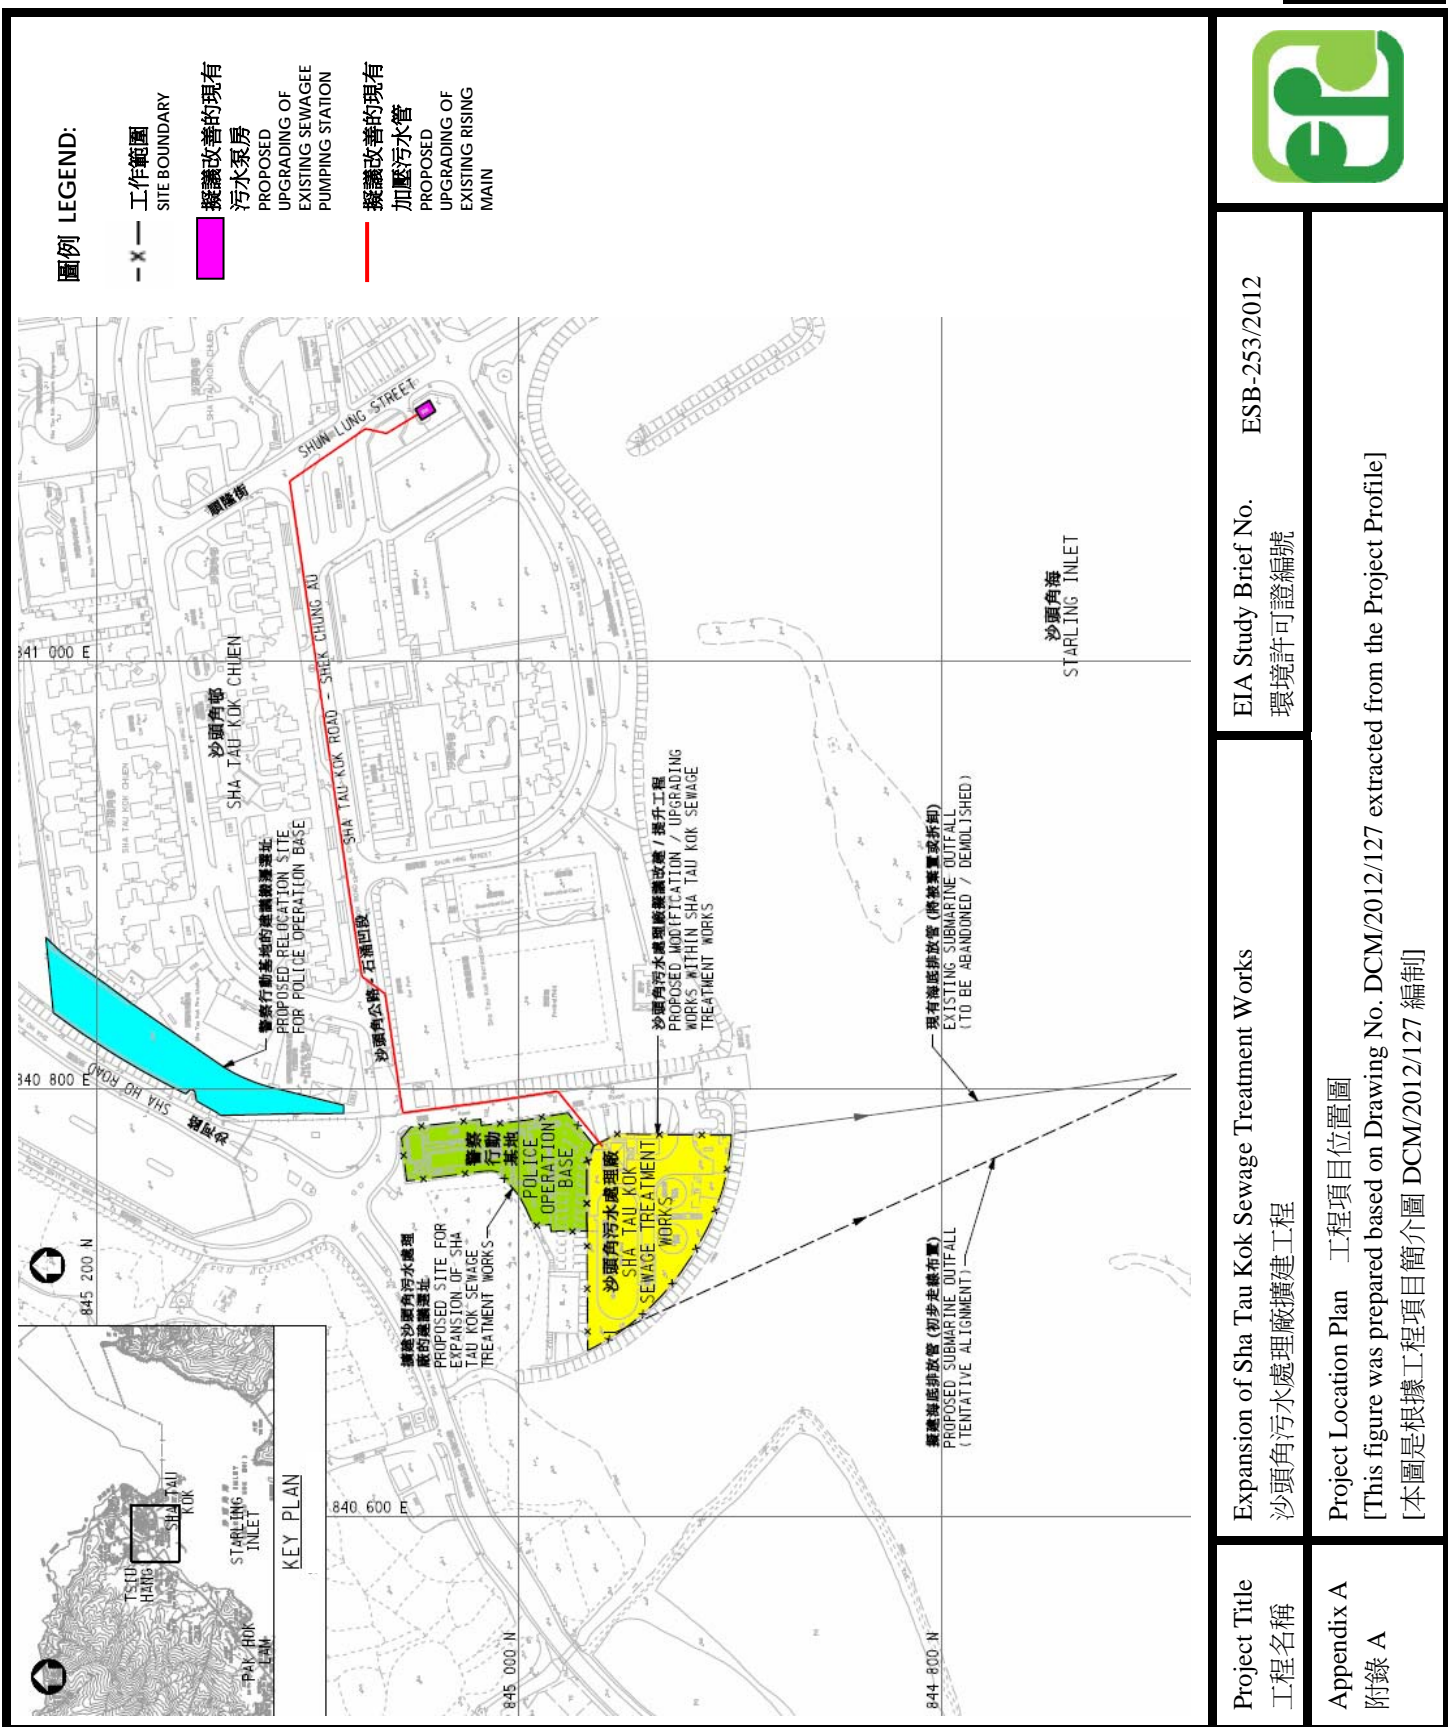 圖例 LEGEND:
工作範圍
SITE BOUNDARY
擬議改善的現有
污水泵房
PROPOSED
UPGRADING OF
EXISTING SEWAGEE
PUMPING STATION
擬議改善的現有
加壓污水管
PROPOSED
UPGRADING OF
EXISTING RISING
MAIN
TSIU
HANG
SHA TAU
KOK
STARLING
INLET
PAK HOK
LAM
KEY PLAN
845 200 N
845 000 N
844 800 N
840 600 E
840 800 E
841 000 E
SHA HO ROAD
沙河路
警察行動基地的建議搬遷選址
PROPOSED RELOCATION SITE
FOR POLICE OPERATION BASE
沙頭角邨
SHA TAU KOK CHUEN
順隆街
SHUN LUNG STREET
沙頭角公路 - 石涌凹段
SHA TAU KOK ROAD - SHEK CHUNG AU
SHUN HING STREET
擴建沙頭角污水處理
廠的建議選址
PROPOSED SITE FOR
EXPANSION OF SHA
TAU KOK SEWAGE
TREATMENT WORKS
警察
行動
基地
POLICE
OPERATION
BASE
沙頭角污水處理廠
SHA TAU KOK
SEWAGE TREATMENT
WORKS
沙頭角污水處理廠擬議改建 / 提升工程
PROPOSED MODIFICATION / UPGRADING
WORKS WITHIN SHA TAU KOK SEWAGE
TREATMENT WORKS
沙頭角海
STARLING INLET
現有海底排放管 (將被棄置或拆卸)
EXISTING SUBMARINE OUTFALL
(TO BE ABANDONED / DEMOLISHED)
擬建海底排放管 (初步走線布置)
PROPOSED SUBMARINE OUTFALL
(TENTATIVE ALIGNMENT)
Project Title
工程名稱
Expansion of Sha Tau Kok Sewage Treatment Works
沙頭角污水處理廠擴建工程
EIA Study Brief No.
環境許可證編號
ESB-253/2012
Appendix A
附錄 A
Project Location Plan 工程項目位置圖
[This figure was prepared based on Drawing No. DCM/2012/127 extracted from the Project Profile]
[本圖是根據工程項目簡介圖 DCM/2012/127 編制]